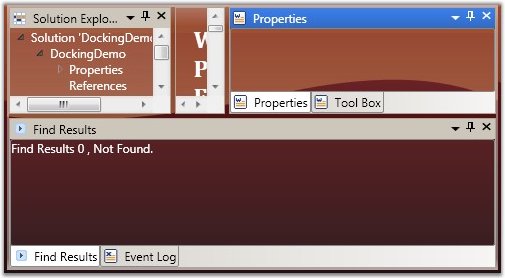 Solution Explo...
Solution 'DockingDemo
DockingDemo
Properties
References
W
P
Properties
Properties
Tool Box
Find Results
Find Results 0 , Not Found.
Find Results
Event Log